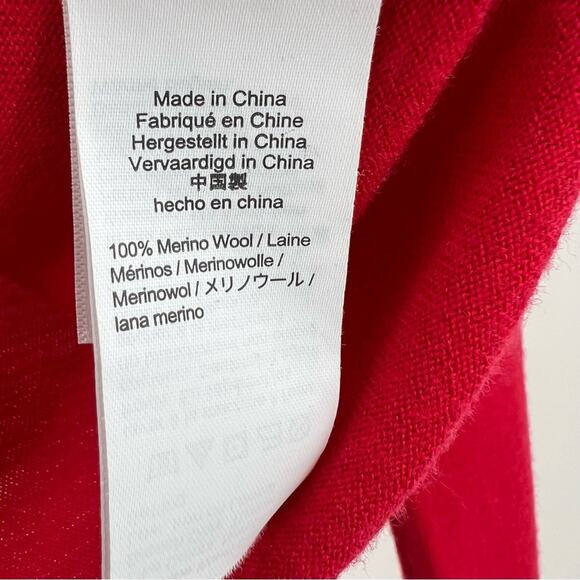 Made in China
Fabriqué en Chine
Hergestellt in China
Vervaardigd in China
中国製
hecho en china
100% Merino Wool / Laine
Mérinos / Merinowolle /
Merinowol / メリノウール /
lana merino